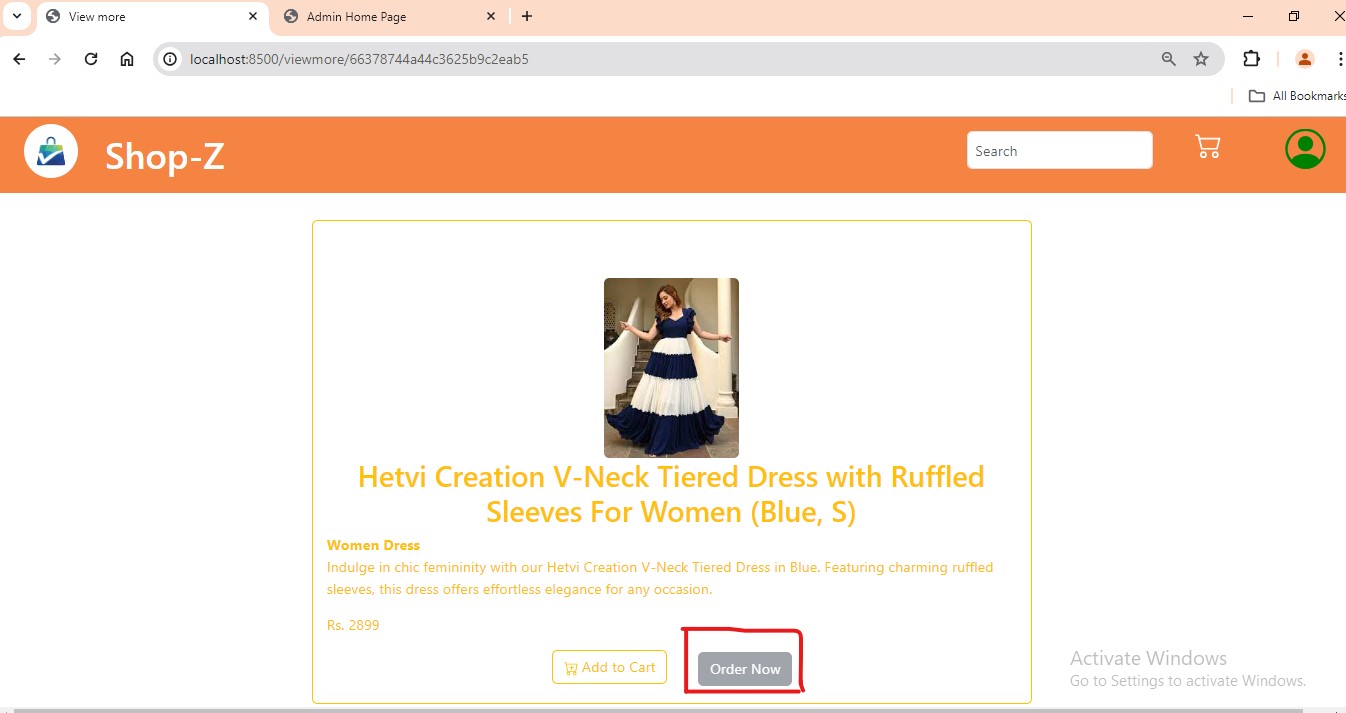 View more
Admin Home Page
localhost:8500/viewmore/66378744a44c3625b9c2eab5
All Bookmarks
Shop-Z
Search
Hetvi Creation V-Neck Tiered Dress with Ruffled
Sleeves For Women (Blue, S)
Women Dress
Indulge in chic femininity with our Hetvi Creation V-Neck Tiered Dress in Blue. Featuring charming ruffled
sleeves, this dress offers effortless elegance for any occasion.
Rs. 2899
Add to Cart
Order Now
Activate Windows
Go to Settings to activate Windows.